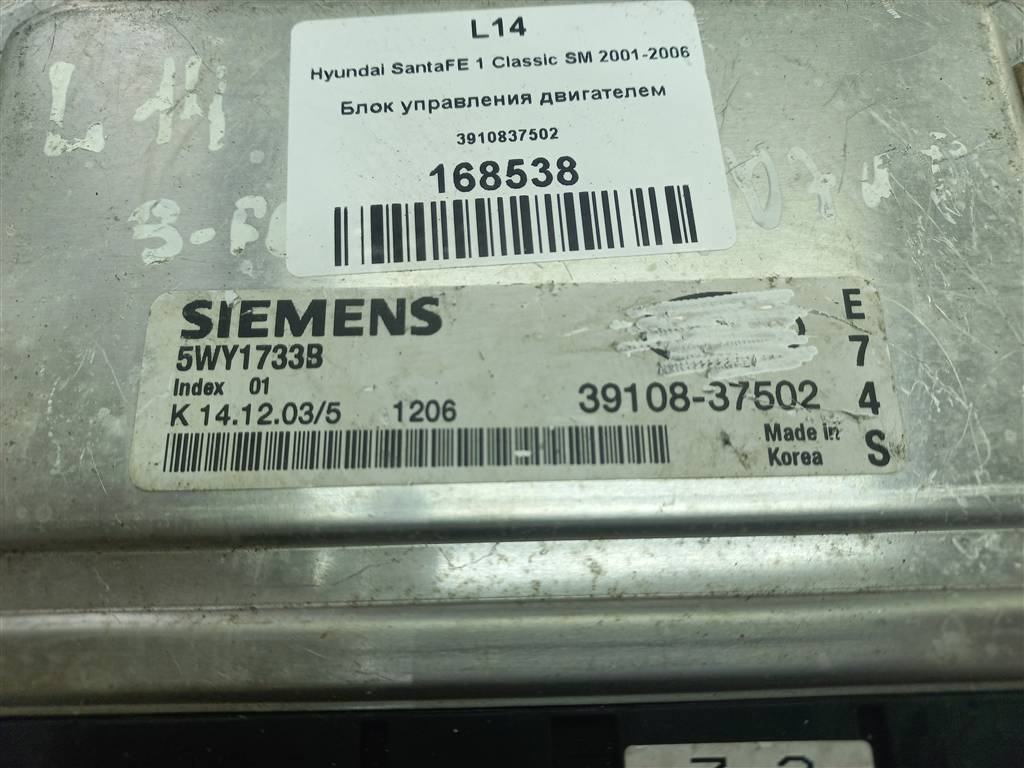 L14
Hyundai SantaFE 1 Classic SM 2001-2006
Блок управления двигателем
3910837502
168538
L 14
SIEMENS
5WY1733B
Index 01
K 14.12.03/5 1206
39108-37502
Made in
Korea
E
7
4
S